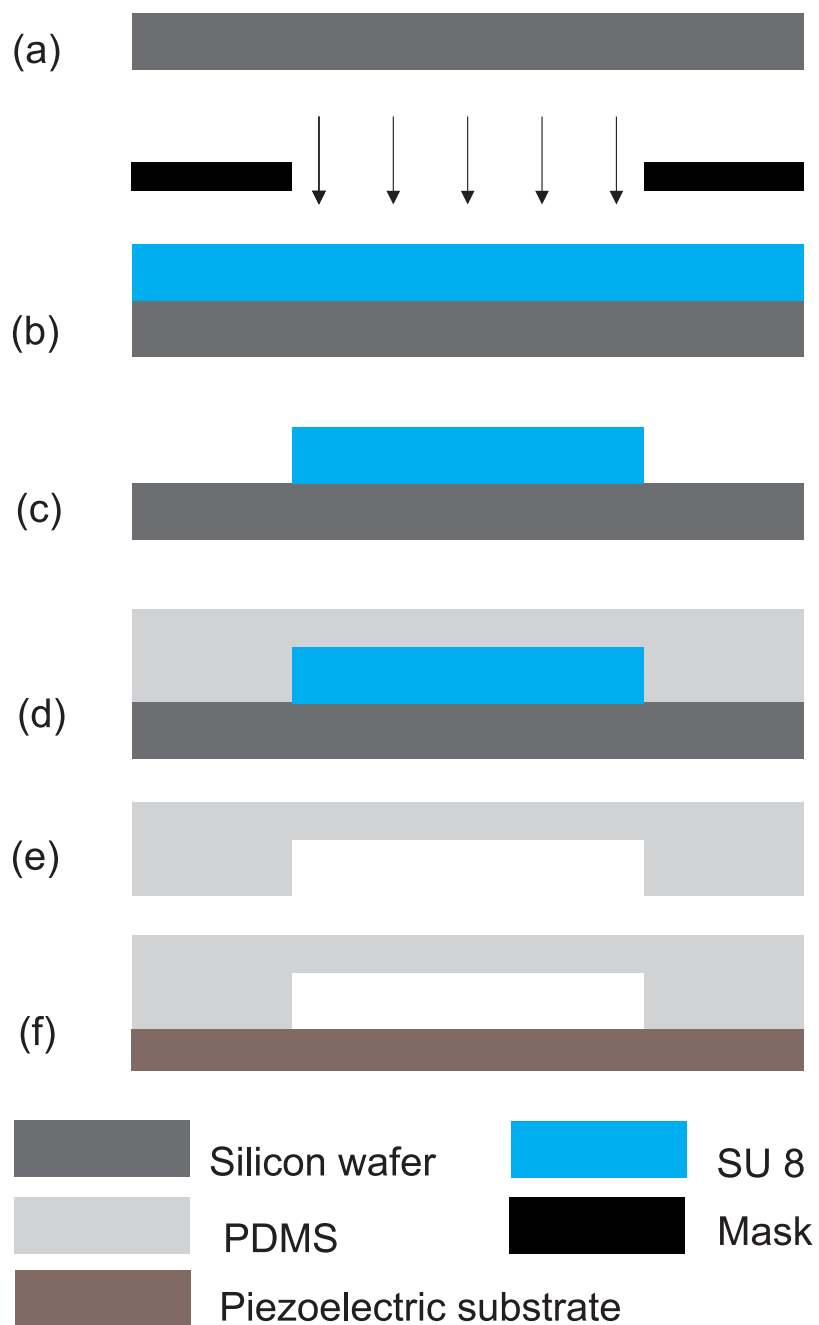 (a)
(b)
(c)
(d)
(e)
(f)
Silicon wafer
SU 8
PDMS
Mask
Piezoelectric substrate